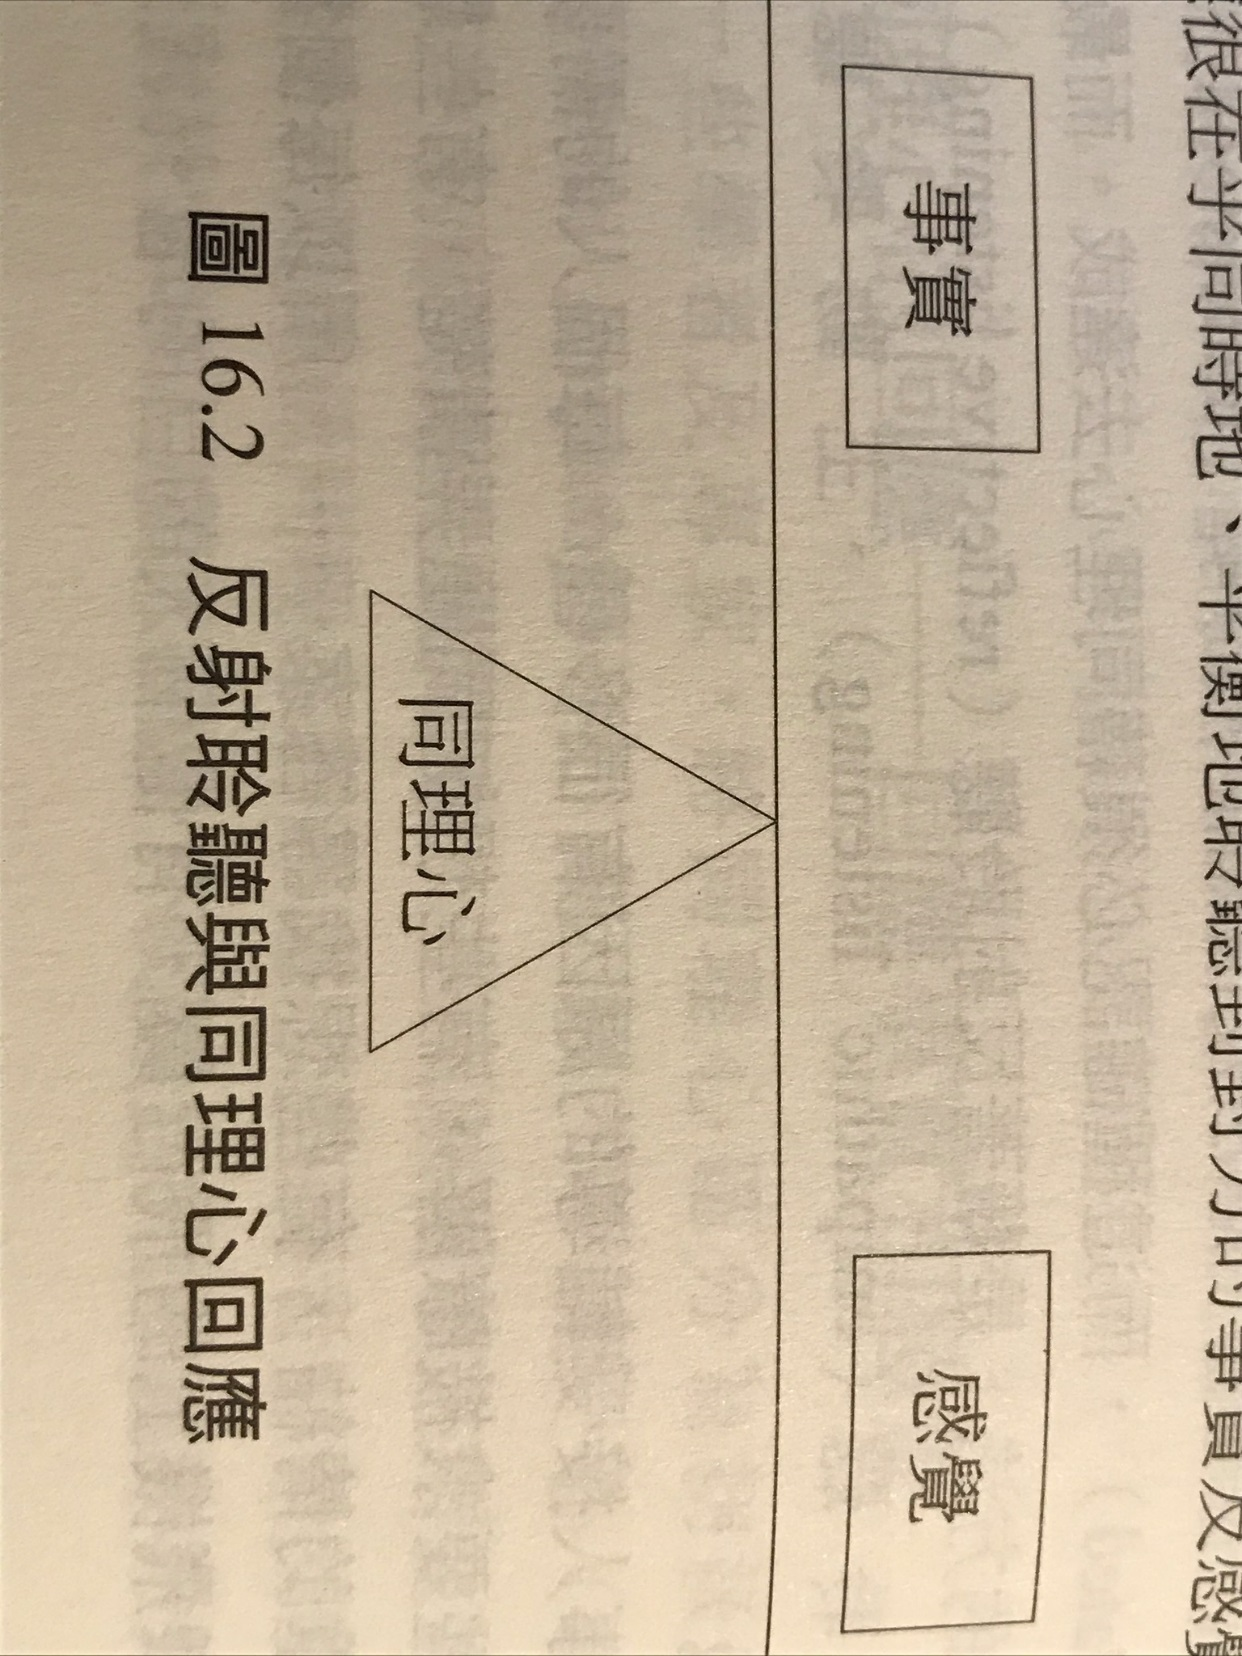 很在乎同時地、平衡地收聽到對方的事實及感覺
事實
感覺
同理心
圖 16.2 反射聆聽與同理心回應